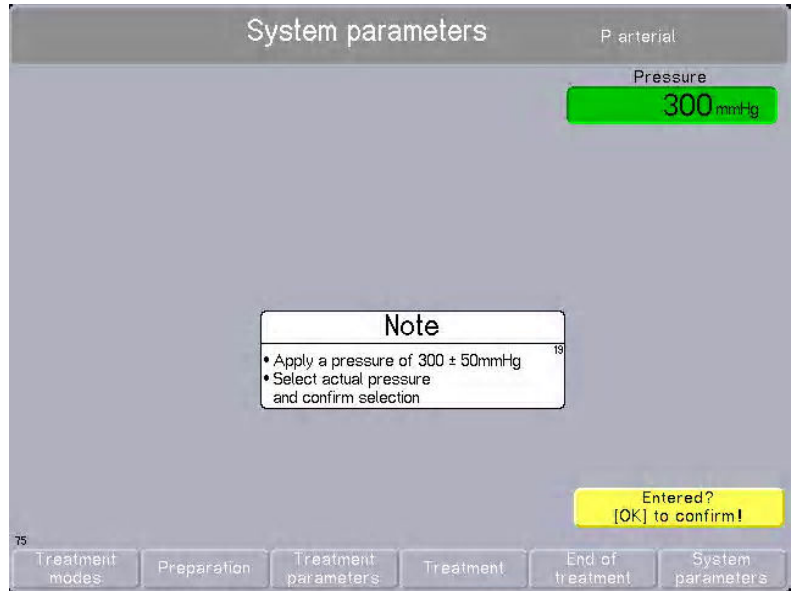 System parameters
P arterial
Pressure
300 mmHg
Note
19
• Apply a pressure of 300 ± 50mmHg
• Select actual pressure
and confirm selection
Entered?
[OK] to confirm!
75
Treatment
modes
Preparation
Treatment
parameters
Treatment
End of
treatment
System
parameters